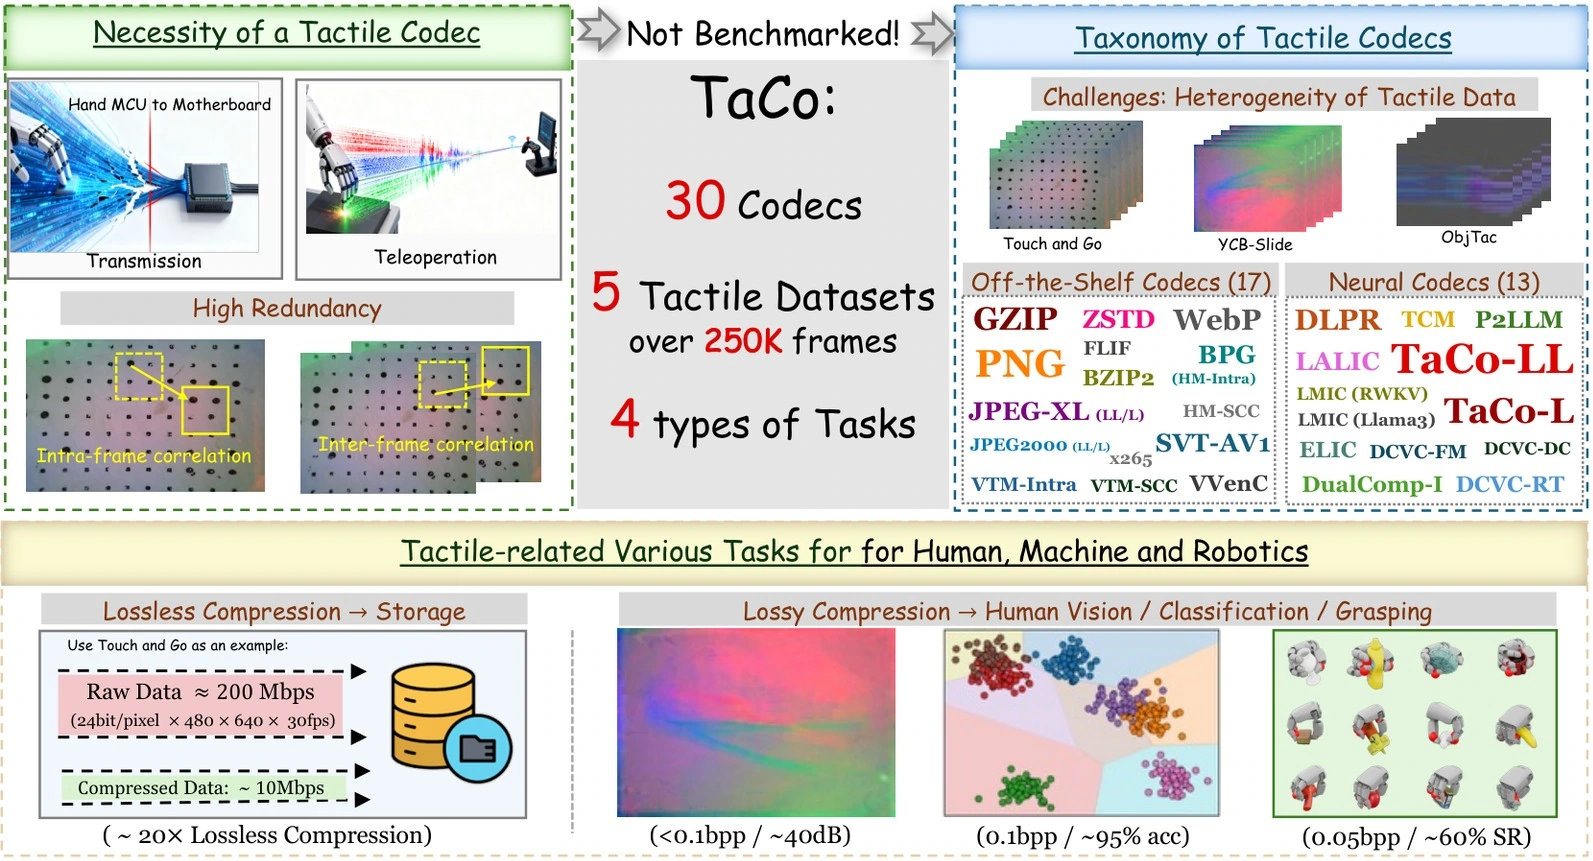 Necessity of a Tactile Codec
Hand MCU to Motherboard
Transmission
Teleoperation
High Redundancy
Intra-frame correlation
Inter-frame correlation
Not Benchmarked!
TaCo:
30 Codecs
5 Tactile Datasets
over 250K frames
4 types of Tasks
Taxonomy of Tactile Codecs
Challenges: Heterogeneity of Tactile Data
Touch and Go
YCB-Slide
ObjTac
Off-the-Shelf Codecs (17)
GZIP ZSTD WebP
PNG FLIF BPG
BZIP2 (HM-Intra)
JPEG-XL (LL/L) HM-SCC
JPEG2000 (LL/L) x265 SVT-AV1
VTM-Intra VTM-SCC VVenC
Neural Codecs (13)
DLPR TCM P2LLM
LALIC TaCo-LL
LMIC (RWKV)
LMIC (Llama3) TaCo-L
ELIC DCVC-FM DCVC-DC
DualComp-I DCVC-RT
Tactile-related Various Tasks for for Human, Machine and Robotics
Lossless Compression → Storage
Use Touch and Go as an example:
Raw Data ≈ 200 Mbps
(24bit/pixel × 480 × 640 × 30fps)
Compressed Data: ~ 10Mbps
( ~ 20× Lossless Compression)
Lossy Compression → Human Vision / Classification / Grasping
(<0.1bpp / ~40dB)
(0.1bpp / ~95% acc)
(0.05bpp / ~60% SR)